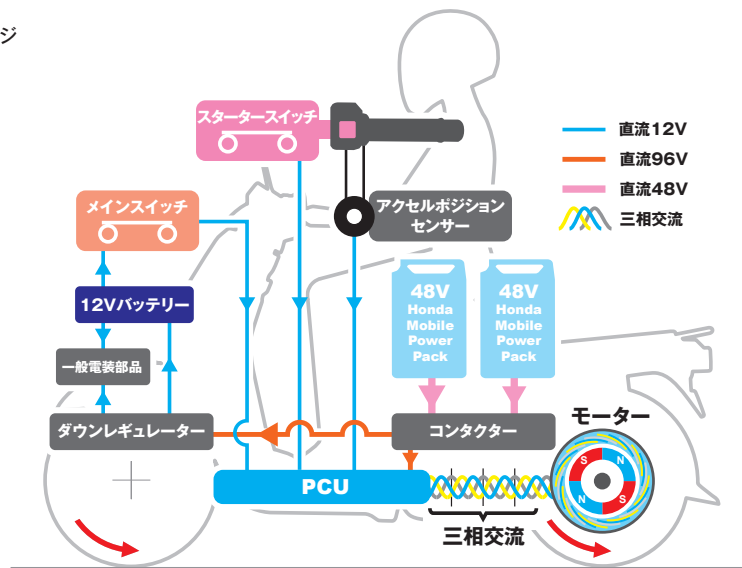 ジ
スタータースイッチ
直流12V
直流96V
直流48V
三相交流
メインスイッチ
アクセルポジション
センサー
48V
Honda
Mobile
Power
Pack
48V
Honda
Mobile
Power
Pack
12Vバッテリー
一般電装部品
ダウンレギュレーター
コンタクター
モーター
S
N
N
S
PCU
三相交流